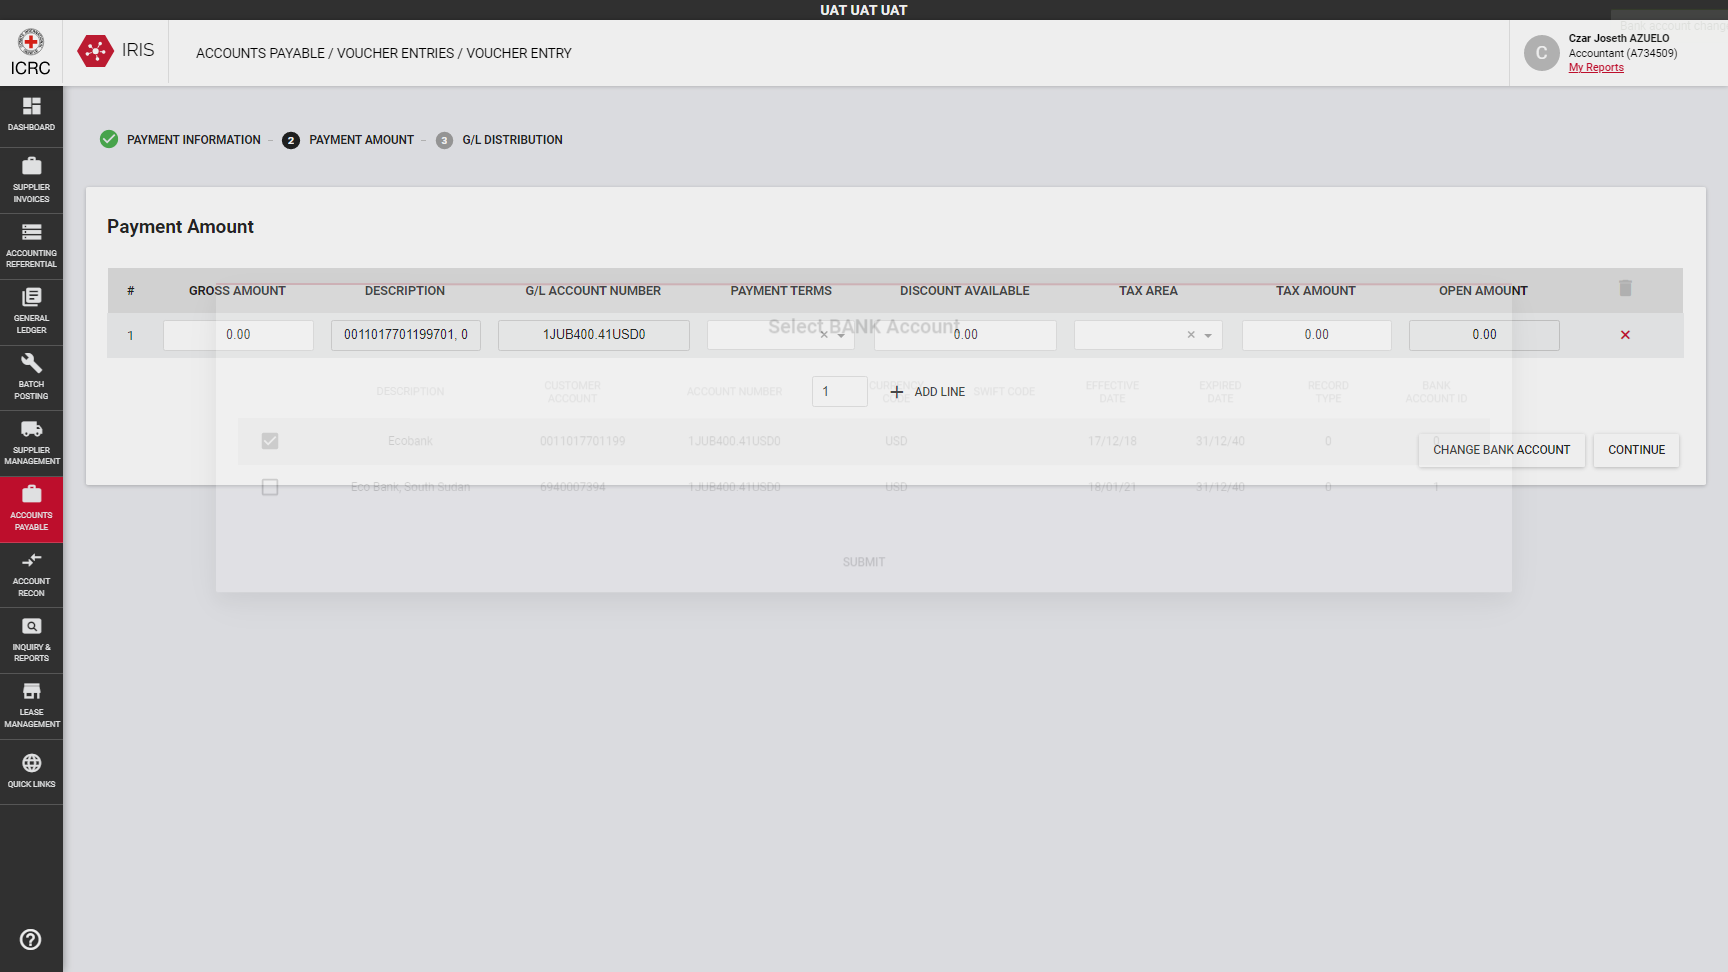 UAT UAT UAT
Bank account chang
ICRC
IRIS
ACCOUNTS PAYABLE / VOUCHER ENTRIES / VOUCHER ENTRY
C
Czar Joseth AZUELO
Accountant (A734509)
My Reports
DASHBOARD
SUPPLIER
INVOICES
ACCOUNTING
REFERENTIAL
GENERAL
LEDGER
BATCH
POSTING
SUPPLIER
MANAGEMENT
ACCOUNTS
PAYABLE
ACCOUNT
RECON
INQUIRY &
REPORTS
LEASE
MANAGEMENT
QUICK LINKS
PAYMENT INFORMATION – 2 PAYMENT AMOUNT – 3 G/L DISTRIBUTION
Payment Amount
# GROSS AMOUNT DESCRIPTION G/L ACCOUNT NUMBER PAYMENT TERMS DISCOUNT AVAILABLE TAX AREA TAX AMOUNT OPEN AMOUNT
1 0.00 0011017701199701, 0 1JUB400.41USD0 × 0.00 × 0.00 0.00 ×
1 + ADD LINE
CHANGE BANK ACCOUNT CONTINUE
Select BANK Account
DESCRIPTION CUSTOMER ACCOUNT ACCOUNT NUMBER CURRENCY CODE SWIFT CODE EFFECTIVE DATE EXPIRED DATE RECORD TYPE BANK ACCOUNT ID
Ecobank 0011017701199 1JUB400.41USD0 USD 17/12/18 31/12/40 0 0
Eco Bank, South Sudan 6940007394 1JUB400.41USD0 USD 18/01/21 31/12/40 0 1
SUBMIT